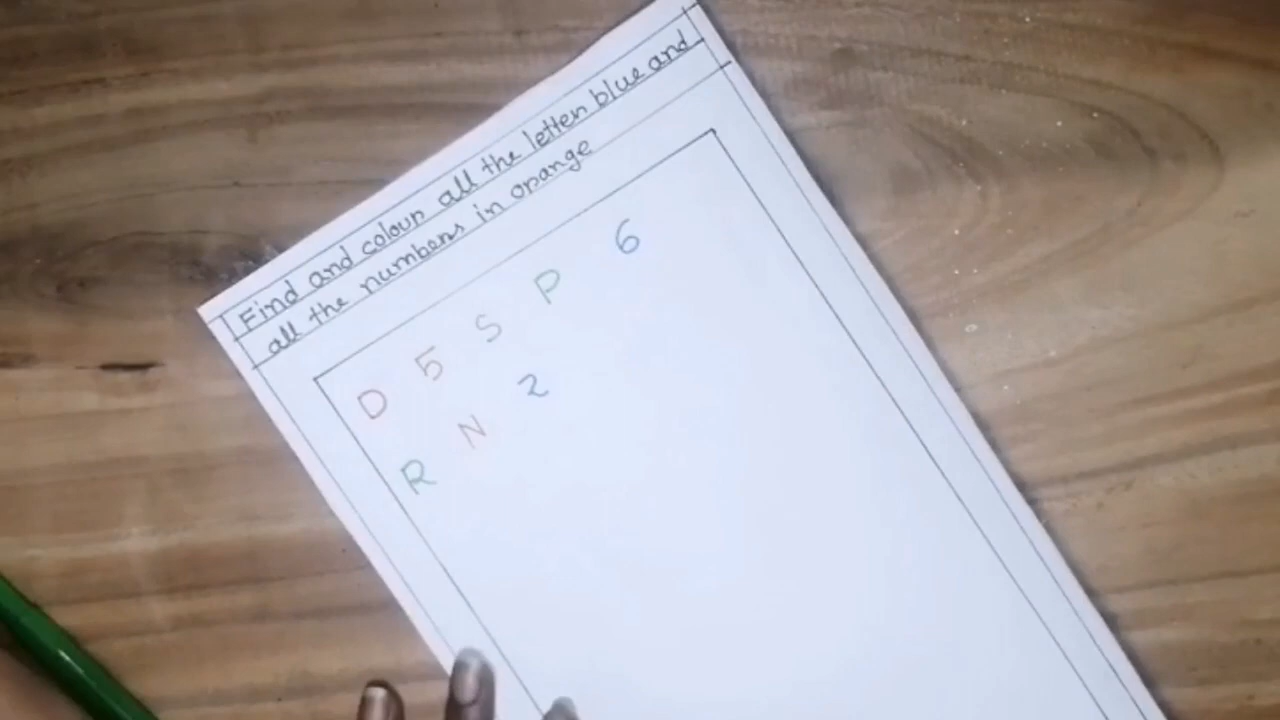 Find and colour all the letter blue and
all the numbers in orange
D 5 S P 6
R N 2